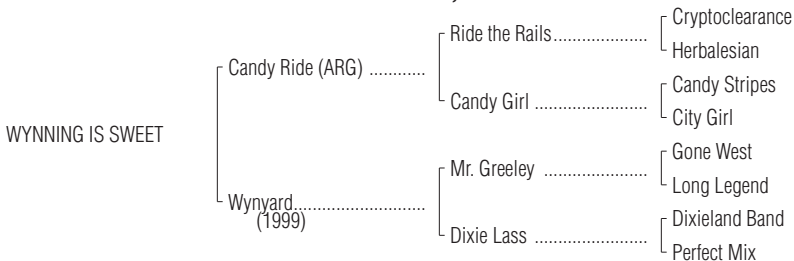 Cryptoclearance
Ride the Rails....................
Herbalesian
Candy Ride (ARG) ............
Candy Stripes
Candy Girl ........................
City Girl
WYNNING IS SWEET
Gone West
Mr. Greeley ......................
Long Legend
Wynyard............................
(1999)
Dixieland Band
Dixie Lass ........................
Perfect Mix